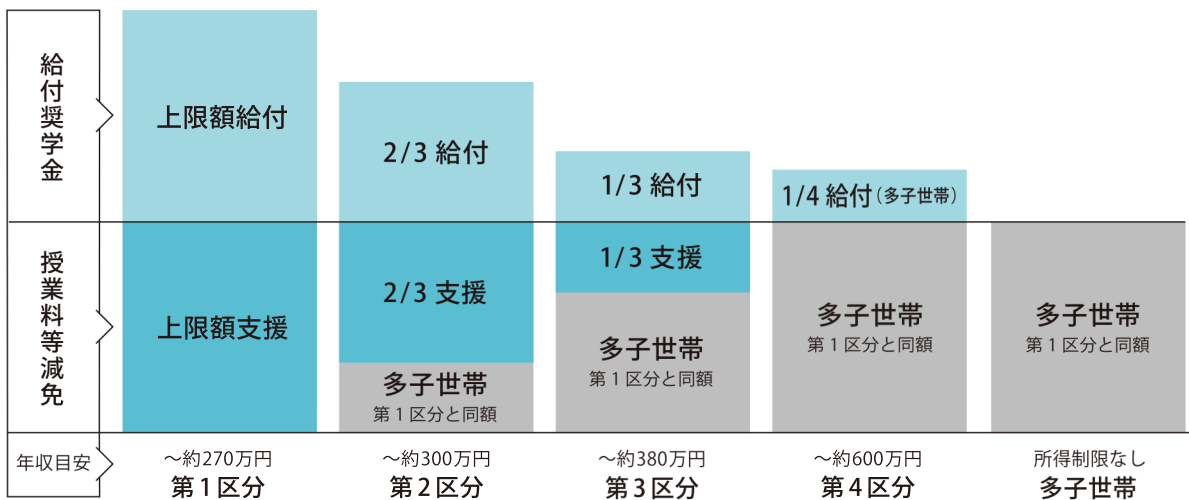 給付奨学金
上限額給付
2/3 給付
1/3 給付
1/4 給付(多子世帯)
授業料等減免
上限額支援
2/3 支援
多子世帯
第1区分と同額
1/3 支援
多子世帯
第1区分と同額
多子世帯
第1区分と同額
多子世帯
第1区分と同額
年収目安
～約270万円
第1区分
～約300万円
第2区分
～約380万円
第3区分
～約600万円
第4区分
所得制限なし
多子世帯